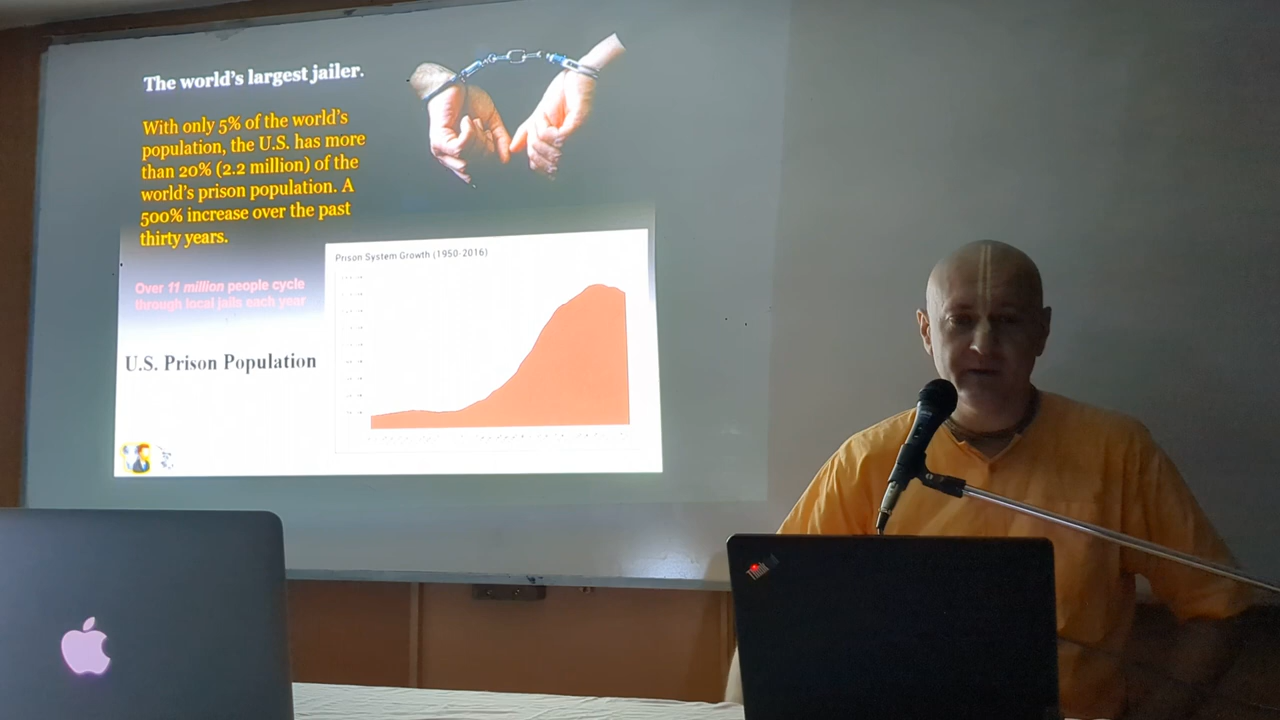 The world's largest jailer.
With only 5% of the world's
population, the U.S. has more
than 20% (2.2 million) of the
world's prison population. A
500% increase over the past
thirty years.
Over 11 million people cycle
through local jails each year
U.S. Prison Population
Prison System Growth (1950-2016)